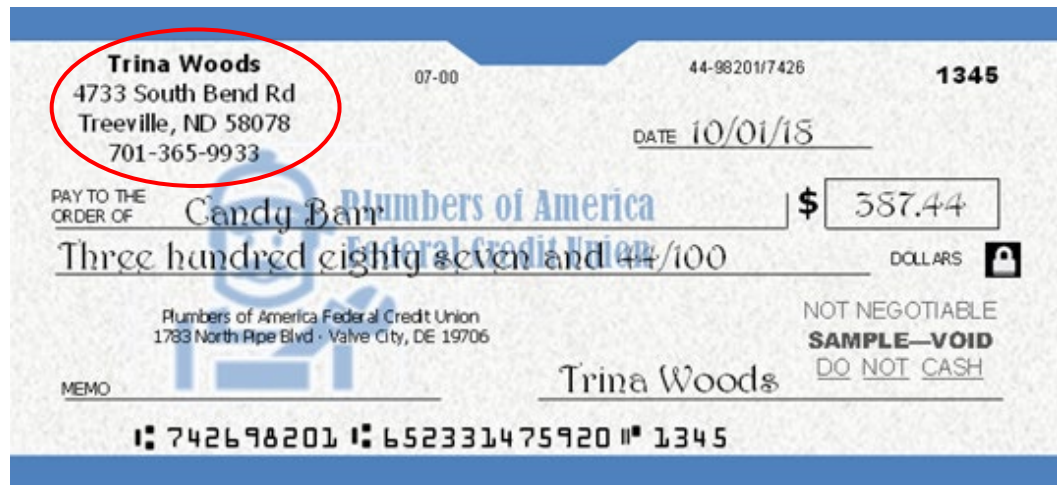 Trina Woods
4733 South Bend Rd
Treeville, ND 58078
701-365-9933
07-00
44-98201/7426
1345
DATE 10/01/18
PAY TO THE
ORDER OF Candy Barr $ 387.44
Plumbers of America
Federal Credit Union
Three hundred eighty seven and 44/100 DOLLARS
Plumbers of America Federal Credit Union
1783 North Pipe Blvd · Valve City, DE 19706
NOT NEGOTIABLE
SAMPLE—VOID
DO NOT CASH
MEMO
Trina Woods
⑆ 742698201 ⑆ 652331475920 ⑈ 1345